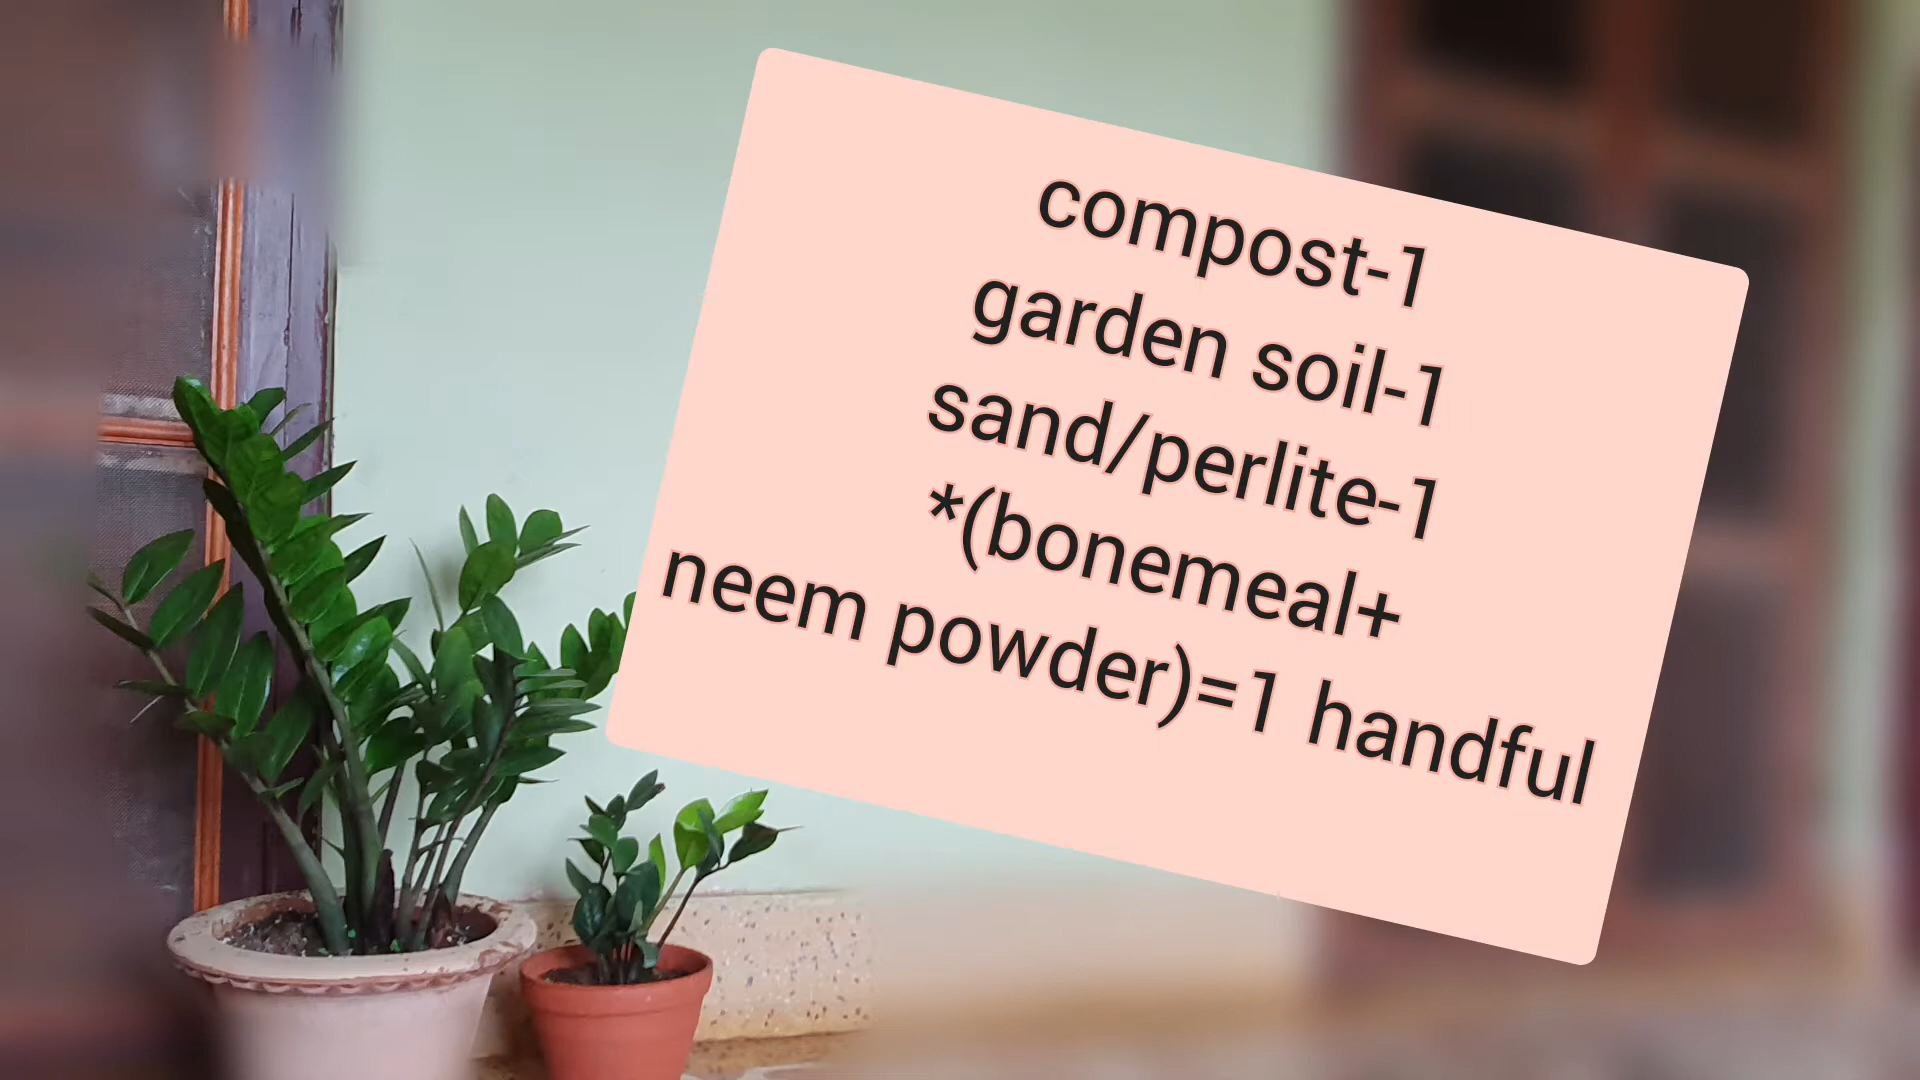 compost-1
garden soil-1
sand/perlite-1
*(bonemeal+
neem powder)=1 handful